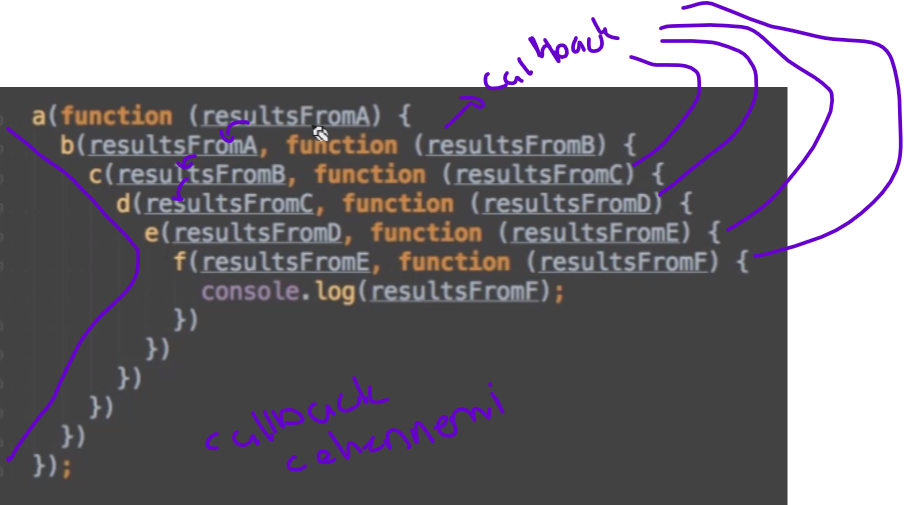 callback
a(function (resultsFromA) {
b(resultsFromA, function (resultsFromB) {
c(resultsFromB, function (resultsFromC) {
d(resultsFromC, function (resultsFromD) {
e(resultsFromD, function (resultsFromE) {
f(resultsFromE, function (resultsFromF) {
console.log(resultsFromF);
})
})
})
})
})
});
callback
cehennemi